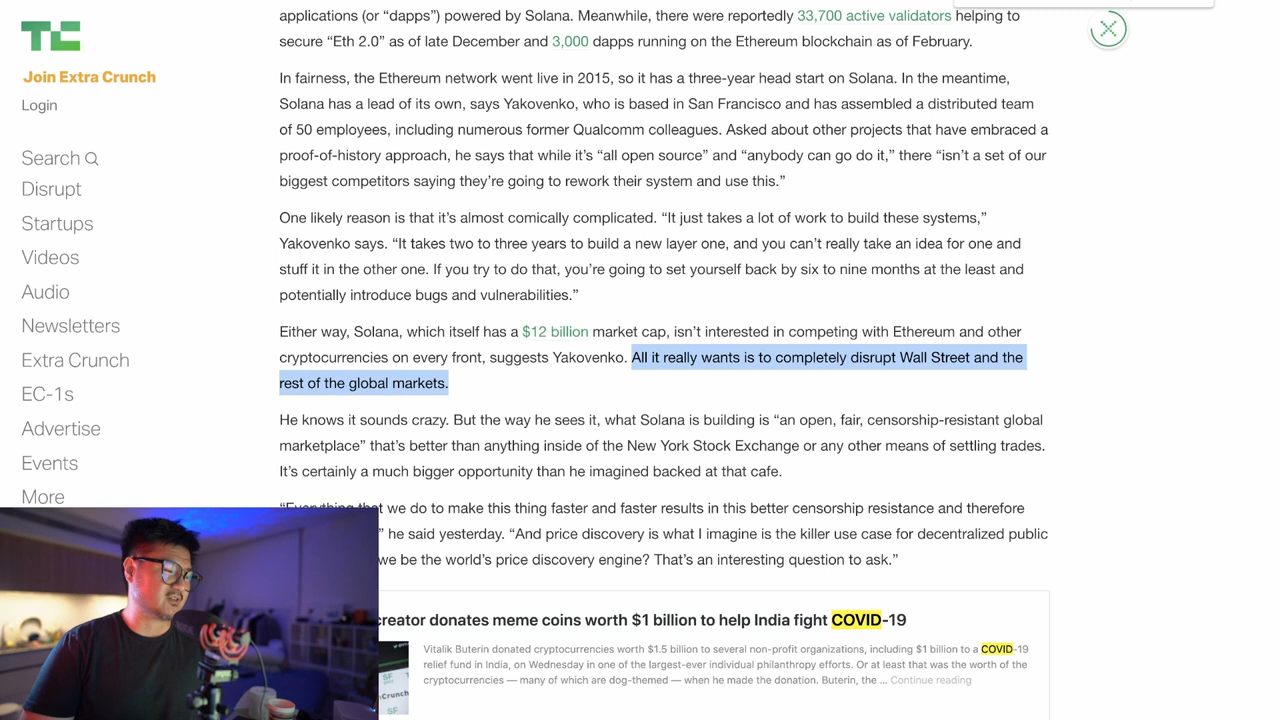 TC
Join Extra Crunch
Login
Search
Disrupt
Startups
Videos
Audio
Newsletters
Extra Crunch
EC-1s
Advertise
Events
More
applications (or “dapps”) powered by Solana. Meanwhile, there were reportedly 33,700 active validators helping to
secure “Eth 2.0” as of late December and 3,000 dapps running on the Ethereum blockchain as of February.
In fairness, the Ethereum network went live in 2015, so it has a three-year head start on Solana. In the meantime,
Solana has a lead of its own, says Yakovenko, who is based in San Francisco and has assembled a distributed team
of 50 employees, including numerous former Qualcomm colleagues. Asked about other projects that have embraced a
proof-of-history approach, he says that while it’s “all open source” and “anybody can go do it,” there “isn’t a set of our
biggest competitors saying they’re going to rework their system and use this.”
One likely reason is that it’s almost comically complicated. “It just takes a lot of work to build these systems,”
Yakovenko says. “It takes two to three years to build a new layer one, and you can’t really take an idea for one and
stuff it in the other one. If you try to do that, you’re going to set yourself back by six to nine months at the least and
potentially introduce bugs and vulnerabilities.”
Either way, Solana, which itself has a $12 billion market cap, isn’t interested in competing with Ethereum and other
cryptocurrencies on every front, suggests Yakovenko. All it really wants is to completely disrupt Wall Street and the
rest of the global markets.
He knows it sounds crazy. But the way he sees it, what Solana is building is “an open, fair, censorship-resistant global
marketplace” that’s better than anything inside of the New York Stock Exchange or any other means of settling trades.
It’s certainly a much bigger opportunity than he imagined backed at that cafe.
“Everything that we do to make this thing faster and faster results in this better censorship resistance and therefore
” he said yesterday. “And price discovery is what I imagine is the killer use case for decentralized public
we be the world’s price discovery engine? That’s an interesting question to ask.”
creator donates meme coins worth $1 billion to help India fight COVID-19
Vitalik Buterin donated cryptocurrencies worth $1.5 billion to several non-profit organizations, including $1 billion to a COVID-19
relief fund in India, on Wednesday in one of the largest-ever individual philanthropy efforts. Or at least that was the worth of the
cryptocurrencies — many of which are dog-themed — when he made the donation. Buterin, the ... Continue reading
SF
nCrunch
SF